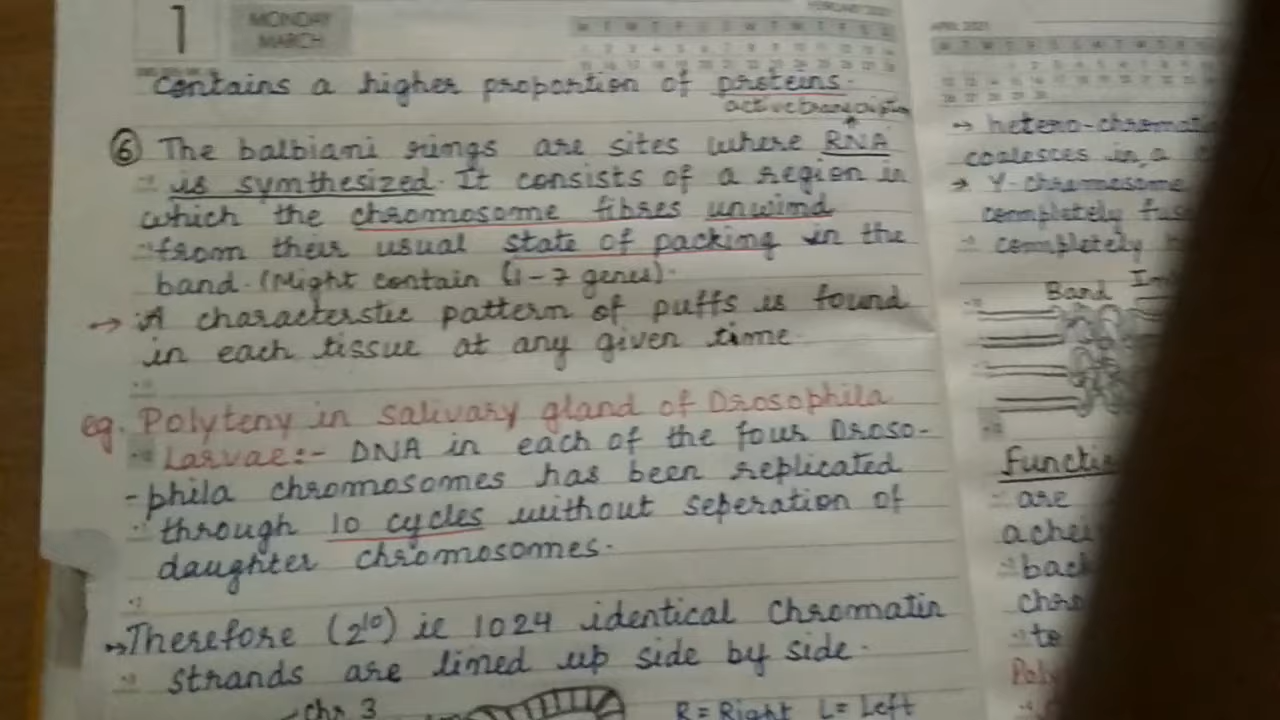 1
MONDAY
MARCH
FEBRUARY 2021
contains a higher proportion of proteins.
active transcription
⑥ The balbiani rings are sites where RNA
is synthesized. It consists of a region in
which the chromosome fibres unwind
from their usual state of packing in the
band. (Might contain (1-7 genes).
→ A characterstic pattern of puffs is found
in each tissue at any given time.
eg. Polyteny in salivary gland of Drosophila
Larvae:- DNA in each of the four Droso-
-phila chromosomes has been replicated
through 10 cycles without seperation of
daughter chromosomes.
→ Therefore (2¹⁰) ie 1024 identical chromatin
strands are lined up side by side.
chr 3
R = Right L = Left
APRIL 2021
→ hetero-chromat
coalesces in a
→ Y-chromosome
completely fus
completely
Band
Functi
are
achei
back
chro
to
Poly